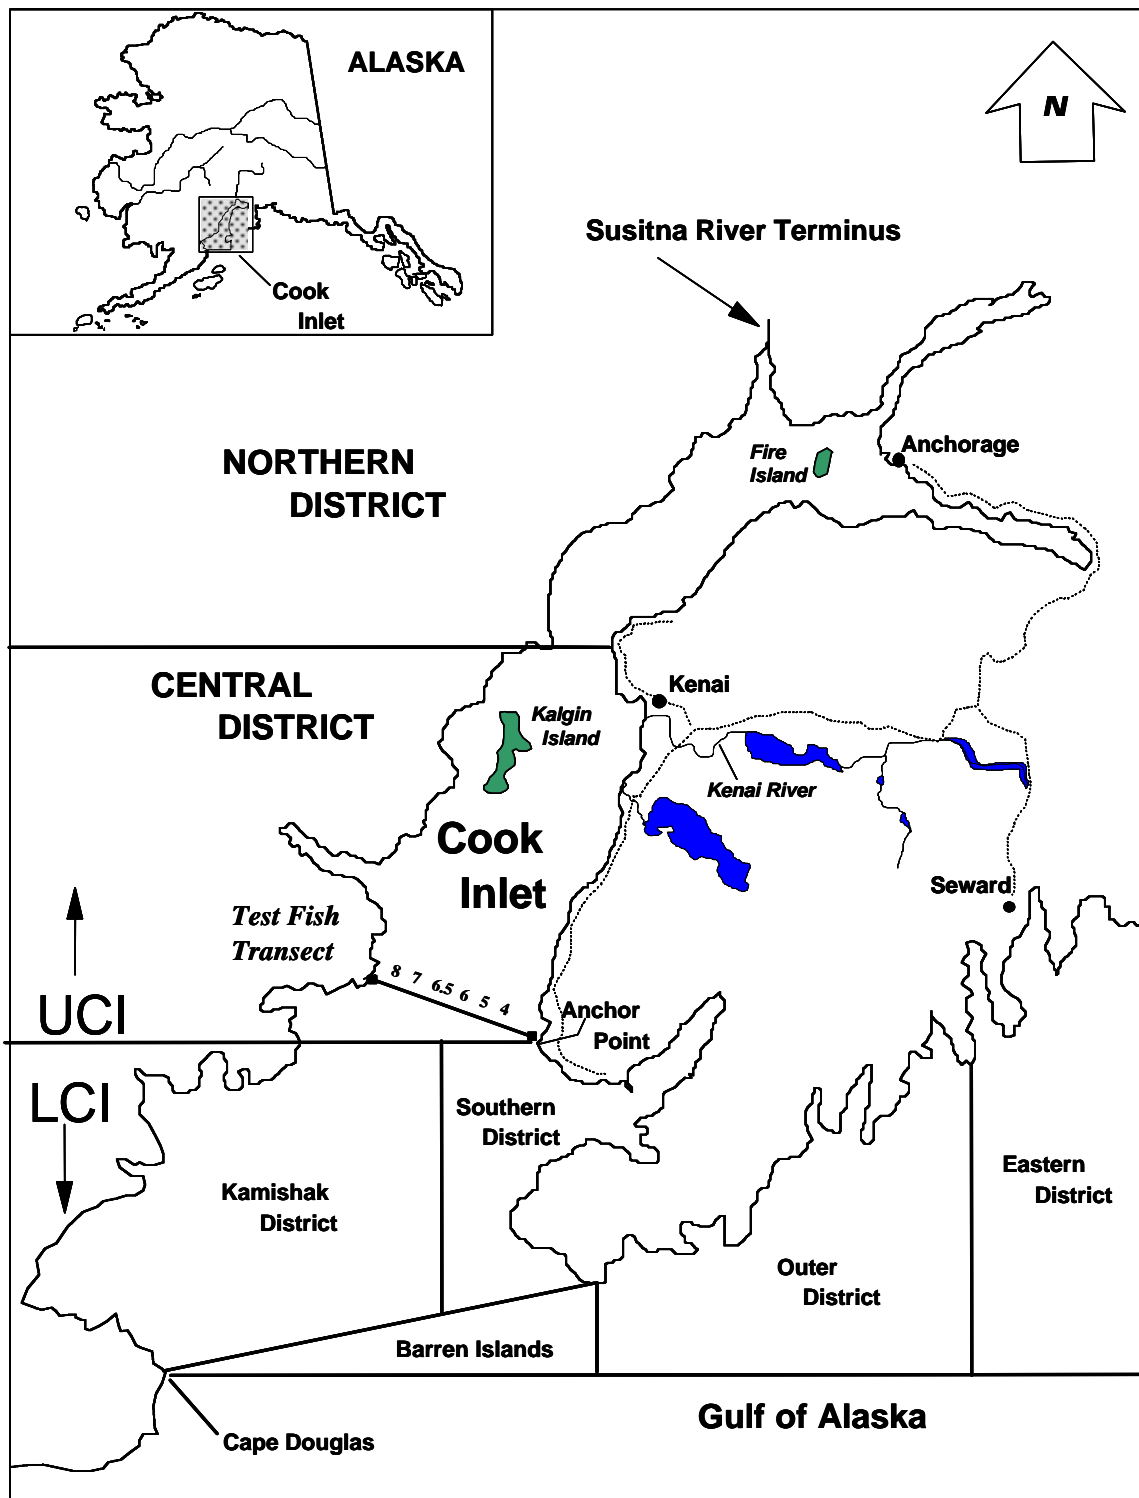 ALASKA
N
Cook
Inlet
Susitna River Terminus
NORTHERN
DISTRICT
Fire
Island
Anchorage
CENTRAL
DISTRICT
Kalgin
Island
Kenai
Kenai River
Cook
Inlet
Seward
Test Fish
Transect
8 7 6.5 6 5 4
UCI
Anchor
Point
LCI
Southern
District
Kamishak
District
Eastern
District
Outer
District
Barren Islands
Gulf of Alaska
Cape Douglas